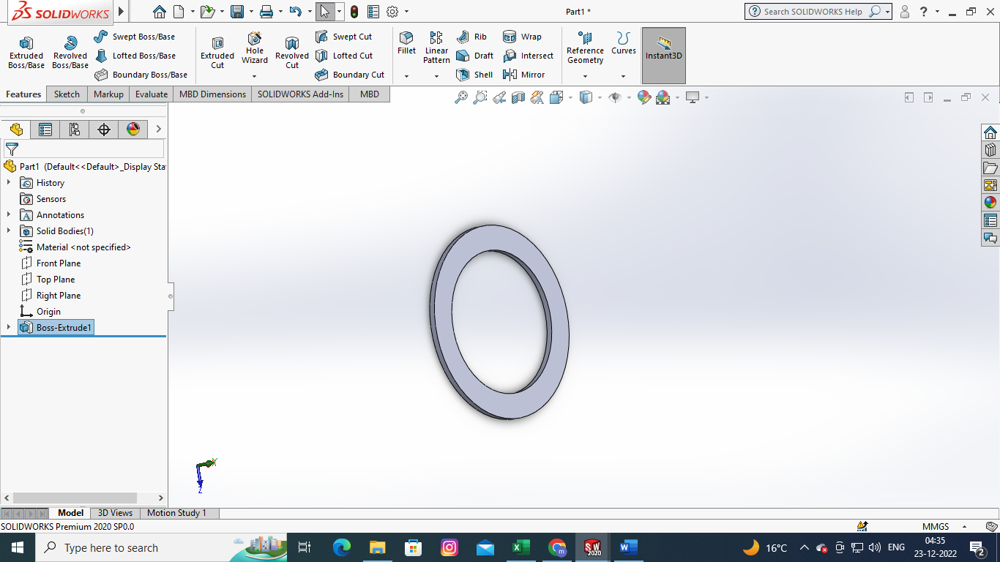 SOLIDWORKS
Part1 *
Search SOLIDWORKS Help
?
Extruded Boss/Base
Revolved Boss/Base
Swept Boss/Base
Lofted Boss/Base
Boundary Boss/Base
Extruded Cut
Hole Wizard
Revolved Cut
Swept Cut
Lofted Cut
Boundary Cut
Fillet
Linear Pattern
Rib
Draft
Shell
Wrap
Intersect
Mirror
Reference Geometry
Curves
Instant3D
Features
Sketch
Markup
Evaluate
MBD Dimensions
SOLIDWORKS Add-Ins
MBD
Part1 (Default<<Default>_Display Sta
History
Sensors
Annotations
Solid Bodies(1)
Material <not specified>
Front Plane
Top Plane
Right Plane
Origin
Boss-Extrude1
Z
Model
3D Views
Motion Study 1
SOLIDWORKS Premium 2020 SP0.0
MMGS
Type here to search
SW
2020
16°C
ENG
04:35
23-12-2022
2